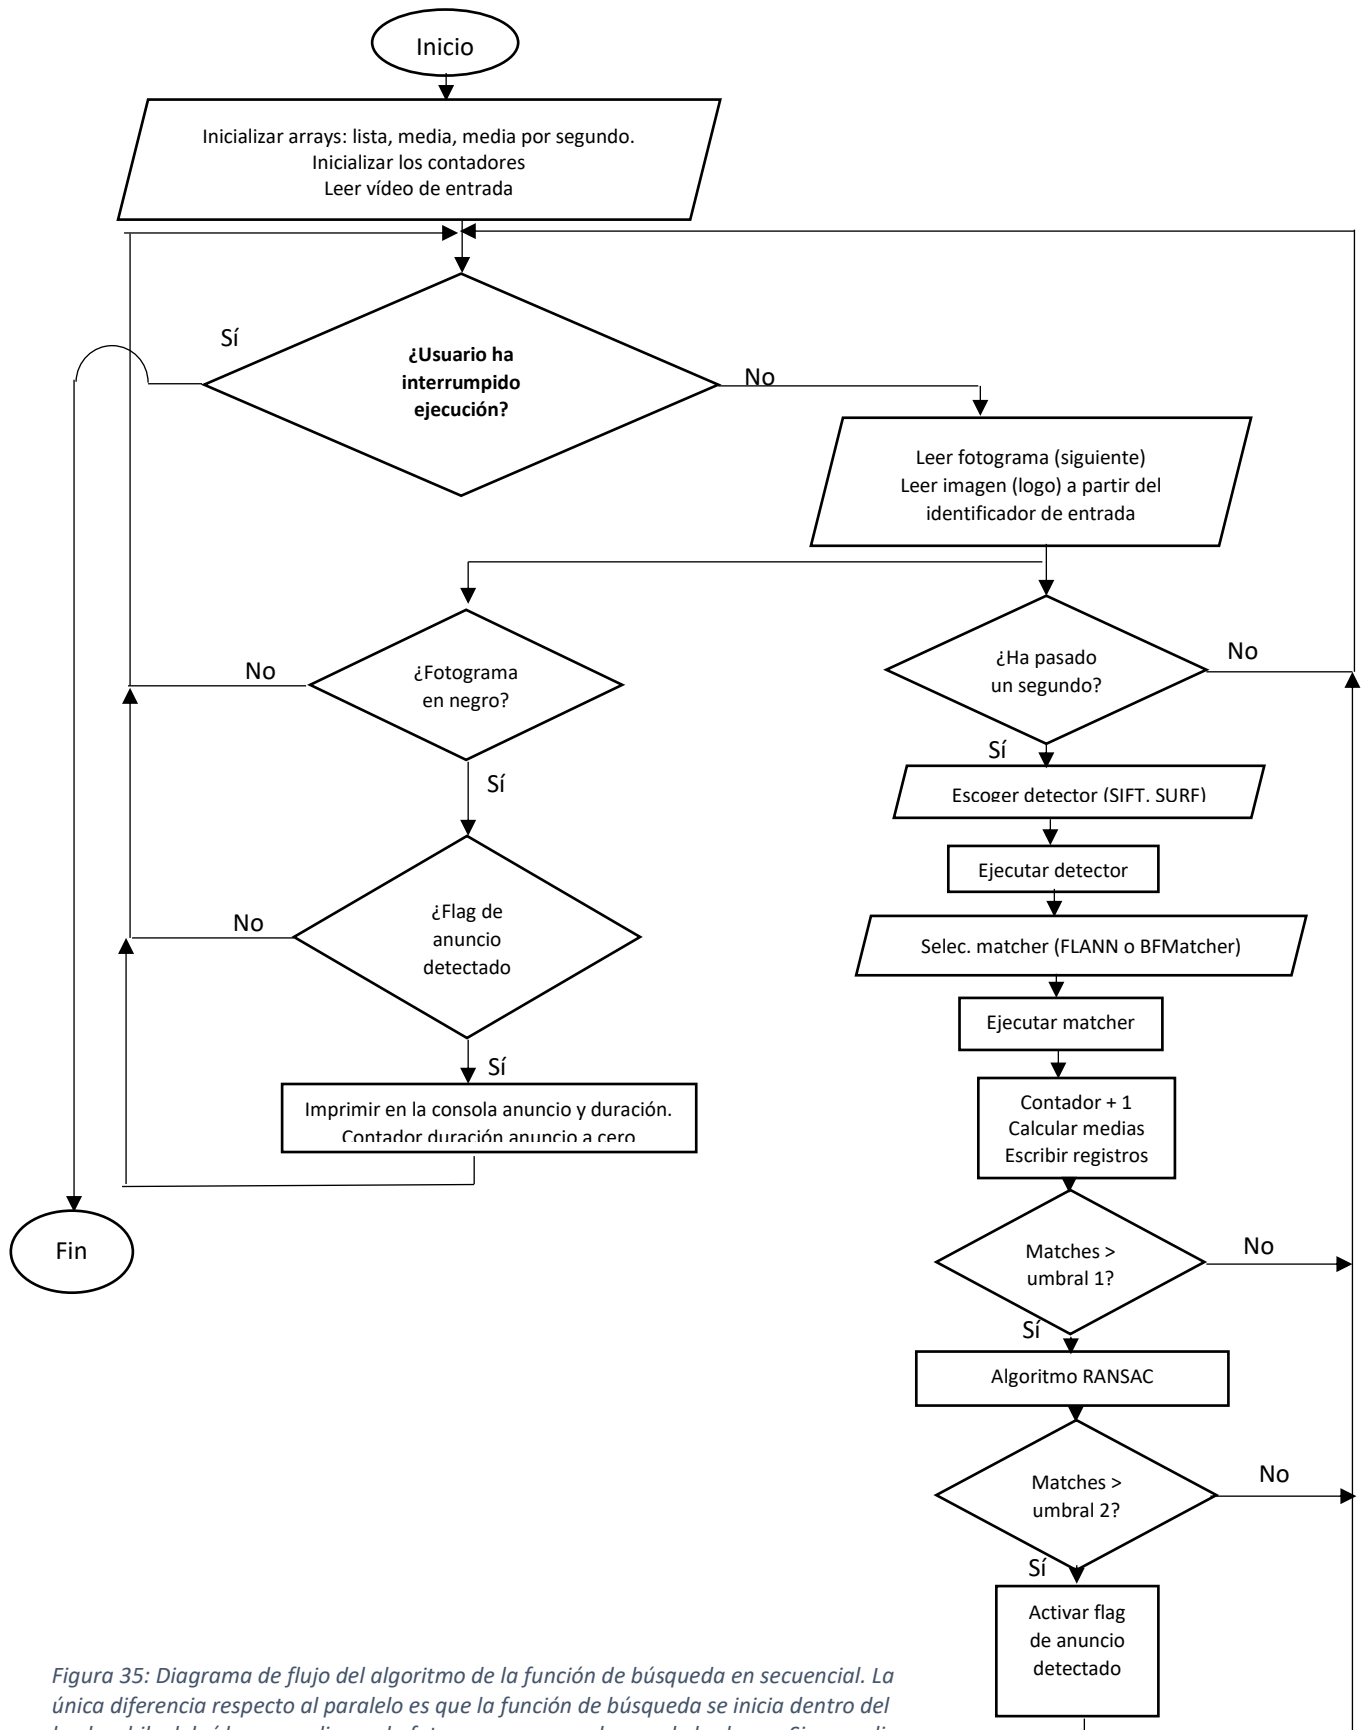 Inicio
Inicializar arrays: lista, media, media por segundo.
Inicializar los contadores
Leer vídeo de entrada
Sí
¿Usuario ha
interrumpido
ejecución?
No
Leer fotograma (siguiente)
Leer imagen (logo) a partir del
identificador de entrada
No
¿Fotograma
en negro?
Sí
¿Ha pasado
un segundo?
No
Sí
Escoger detector (SIFT, SURF)
Ejecutar detector
No
¿Flag de
anuncio
detectado
Sí
Selec. matcher (FLANN o BFMatcher)
Ejecutar matcher
Imprimir en la consola anuncio y duración.
Contador duración anuncio a cero
Contador + 1
Calcular medias
Escribir registros
Fin
Matches >
umbral 1?
No
Sí
Algoritmo RANSAC
Matches >
umbral 2?
No
Sí
Activar flag
de anuncio
detectado
Figura 35: Diagrama de flujo del algoritmo de la función de búsqueda en secuencial. La
única diferencia respecto al paralelo es que la función de búsqueda se inicia dentro del